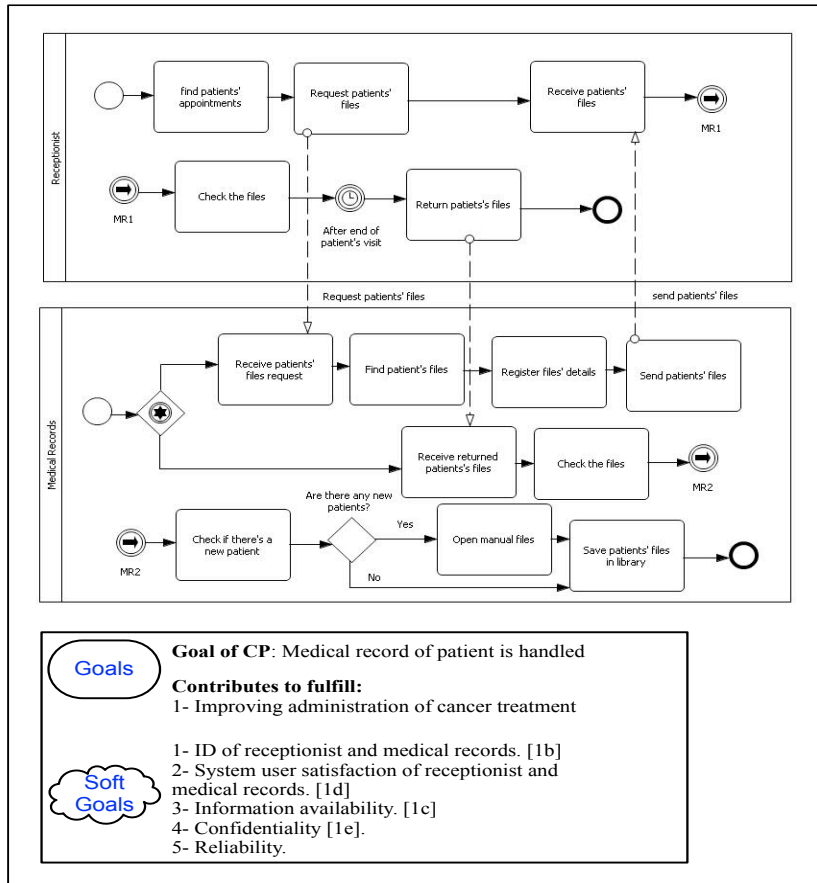 Receptionist
find patients'
appointments
Request patients'
files
Receive patients'
files
MR1
MR1
Check the files
After end of
patient's visit
Return patiets's files
Request patients' files
send patients' files
Medical Records
Receive patients'
files request
Find patient's files
Register files' details
Send patients' files
Receive returned
patients's files
Check the files
MR2
MR2
Check if there's a
new patient
Are there any new
patients?
Yes
No
Open manual files
Save patients' files
in library
Goals
Goal of CP: Medical record of patient is handled
Contributes to fulfill:
1- Improving administration of cancer treatment
Soft
Goals
1- ID of receptionist and medical records. [1b]
2- System user satisfaction of receptionist and
medical records. [1d]
3- Information availability. [1c]
4- Confidentiality [1e].
5- Reliability.